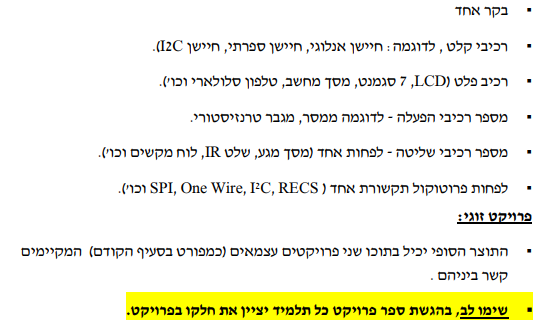 ▪ בקר אחד
▪ רכיבי קלט , לדוגמה : חיישן אנלוגי, חיישן ספרתי, חיישן I2C).
▪ רכיב פלט (LCD, 7 סגמנט, מסך מחשב, טלפון סלולארי וכו').
▪ מספר רכיבי הפעלה - לדוגמה ממסר, מגבר טרנזיסטורי.
▪ מספר רכיבי שליטה - לפחות אחד (מסך מגע, שלט IR, לוח מקשים וכו').
▪ לפחות פרוטוקול תקשורת אחד ( SPI, One Wire, I²C, RECS וכו').
פרויקט זוגי:
▪ התוצר הסופי יכיל בתוכו שני פרויקטים עצמאים (כמפורט בסעיף הקודם) המקיימים
קשר ביניהם .
▪ שימו לב, בהגשת ספר פרויקט כל תלמיד יציין את חלקו בפרויקט.